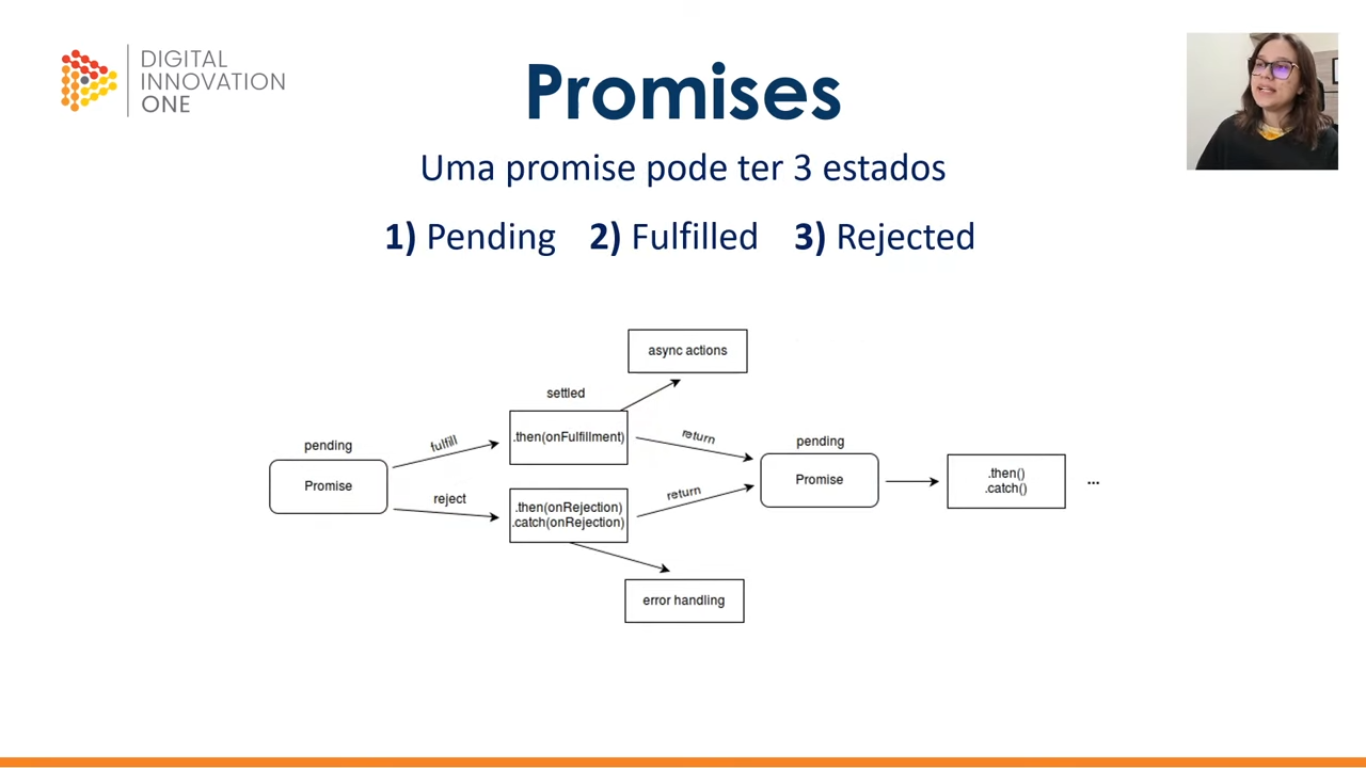 DIGITAL
INNOVATION
ONE
Promises
Uma promise pode ter 3 estados
1) Pending 2) Fulfilled 3) Rejected
async actions
settled
.then(onFulfillment)
pending
Promise
fulfill
reject
.then(onRejection)
.catch(onRejection)
return
return
error handling
pending
Promise
.then()
.catch()
...